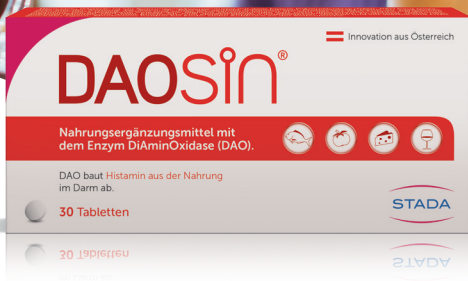 Innovation aus Österreich
DAOSiN®
Nahrungsergänzungsmittel mit
dem Enzym DiAminOxidase (DAO).
DAO baut Histamin aus der Nahrung
im Darm ab.
30 Tabletten
STADA